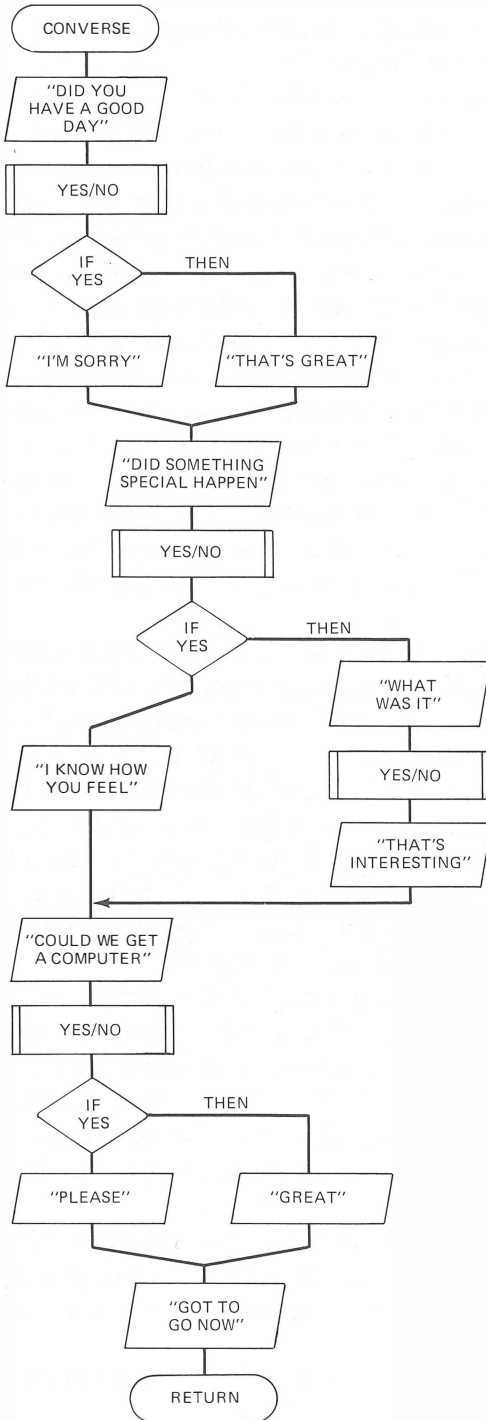 CONVERSE
"DID YOU
HAVE A GOOD
DAY"
YES/NO
IF
YES
THEN
"I'M SORRY"
"THAT'S GREAT"
"DID SOMETHING
SPECIAL HAPPEN"
YES/NO
IF
YES
THEN
"WHAT
WAS IT"
"I KNOW HOW
YOU FEEL"
YES/NO
"THAT'S
INTERESTING"
"COULD WE GET
A COMPUTER"
YES/NO
IF
YES
THEN
"PLEASE"
"GREAT"
"GOT TO
GO NOW"
RETURN